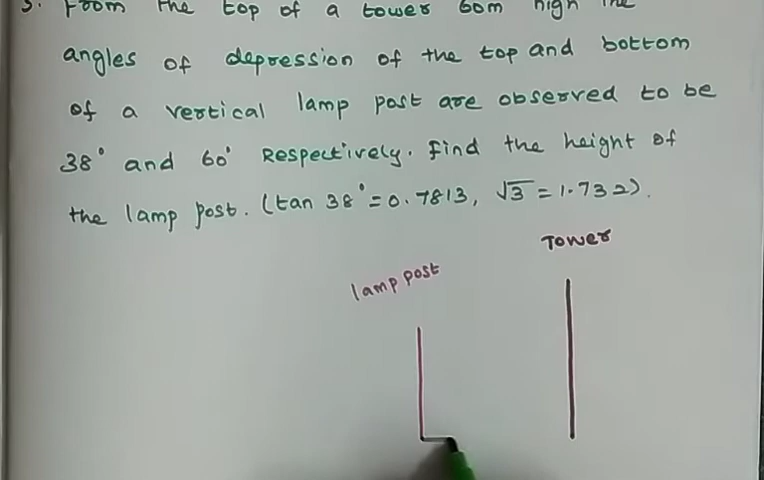 3. From the top of a tower 60m high the
angles of depression of the top and bottom
of a vertical lamp post are observed to be
38° and 60° Respectively. Find the height of
the lamp post. (tan 38° = 0.7813, √3 = 1.732).
Tower
lamp post